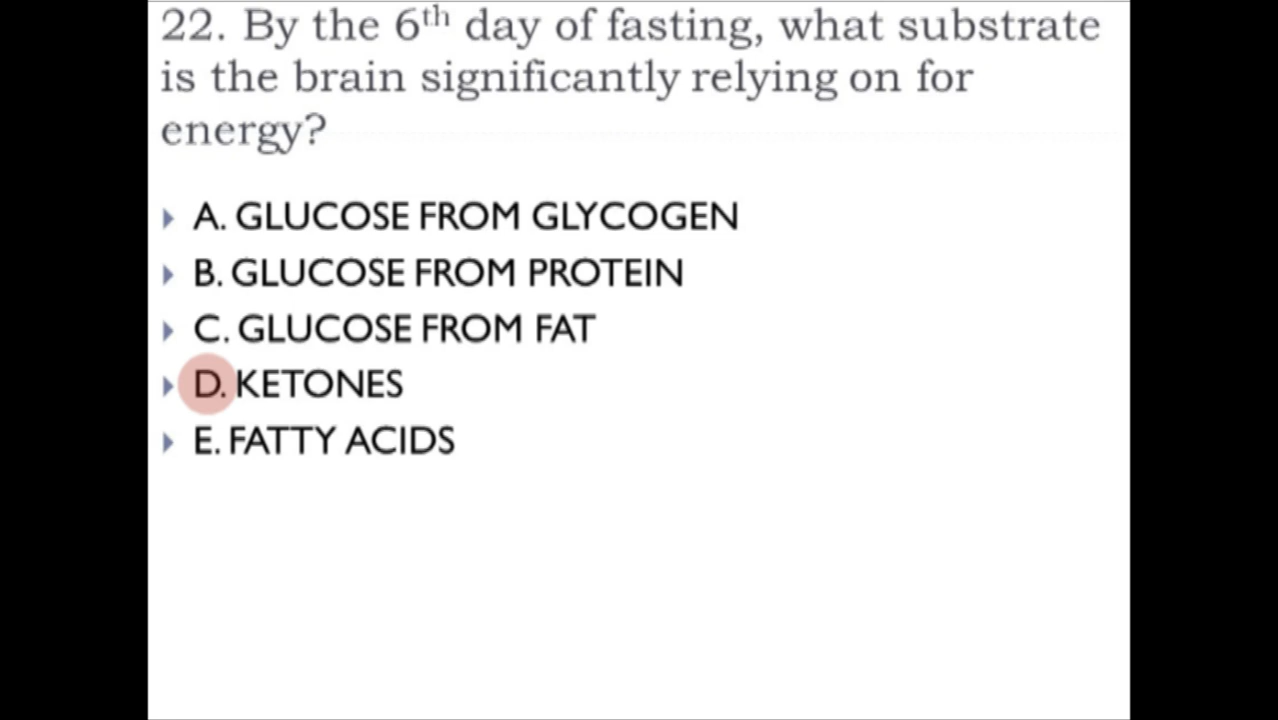 22. By the 6th day of fasting, what substrate
is the brain significantly relying on for
energy?
A. GLUCOSE FROM GLYCOGEN
B. GLUCOSE FROM PROTEIN
C. GLUCOSE FROM FAT
D. KETONES
E. FATTY ACIDS